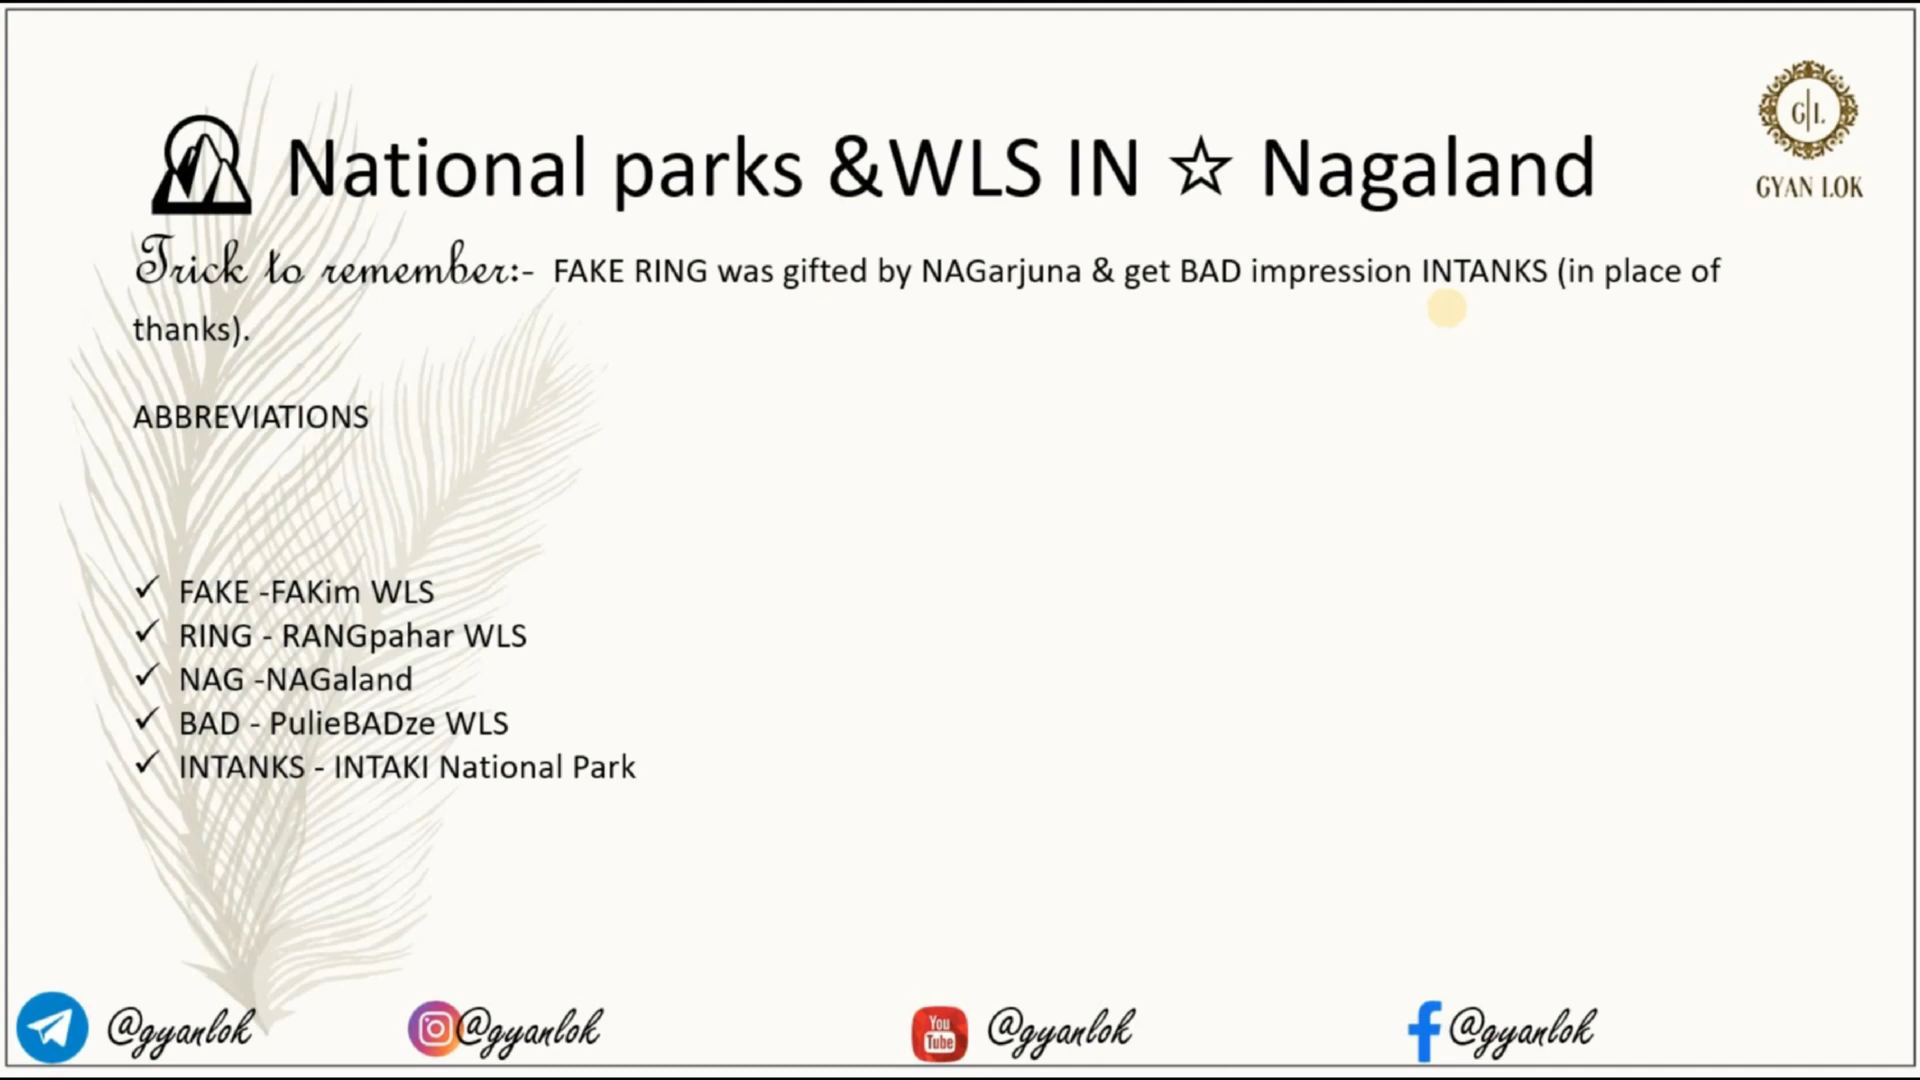 National parks &WLS IN ☆ Nagaland
G|L
GYAN LOK
Trick to remember:- FAKE RING was gifted by NAGarjuna & get BAD impression INTANKS (in place of
thanks).
ABBREVIATIONS
✓ FAKE -FAKim WLS
✓ RING - RANGpahar WLS
✓ NAG -NAGaland
✓ BAD - PulieBADze WLS
✓ INTANKS - INTAKI National Park
@gyanlok
@gyanlok
You
Tube
@gyanlok
@gyanlok